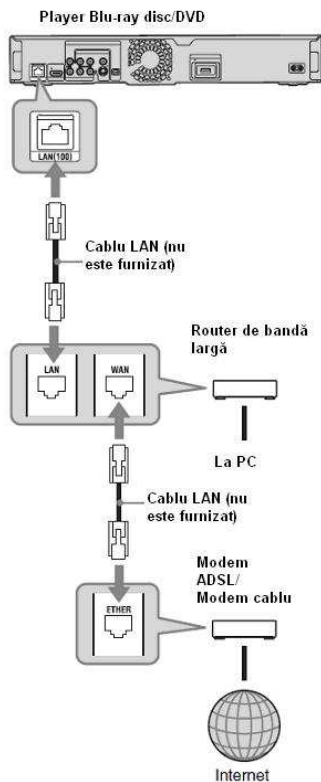 Player Blu-ray disc/DVD
LAN(100)
Cablu LAN (nu
este furnizat)
Router de bandă
largă
LAN
WAN
La PC
Cablu LAN (nu
este furnizat)
Modem
ADSL/
Modem cablu
ETHER
Internet